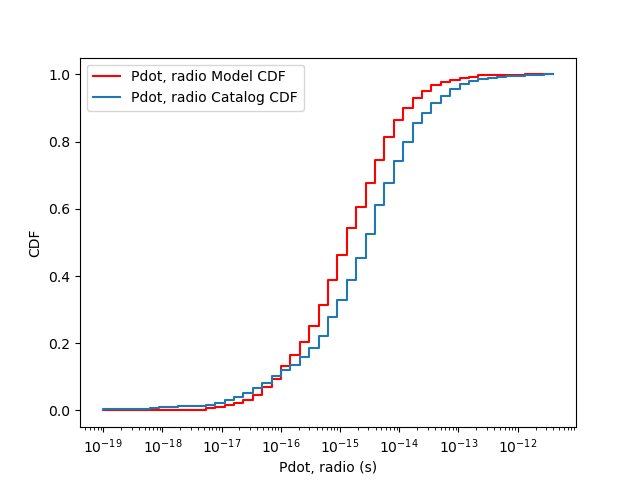 Pdot, radio Model CDF
Pdot, radio Catalog CDF
1.0
0.8
0.6
0.4
0.2
0.0
CDF
10⁻¹⁹ 10⁻¹⁸ 10⁻¹⁷ 10⁻¹⁶ 10⁻¹⁵ 10⁻¹⁴ 10⁻¹³ 10⁻¹²
Pdot, radio (s)